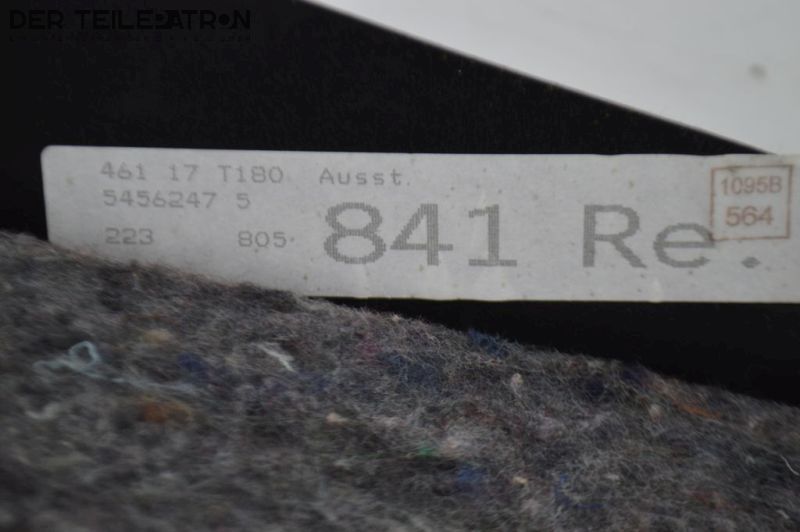 DER TEILEPATRON
461 17 T180 Ausst.
5456247 5
223 805 841 Re.
1095B
564